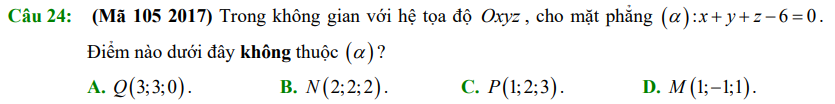 Câu 24: (Mã 105 2017) Trong không gian với hệ tọa độ Oxyz , cho mặt phẳng (α):x+y+z−6=0.
Điểm nào dưới đây không thuộc (α)?
A. Q(3;3;0). B. N(2;2;2). C. P(1;2;3). D. M(1;−1;1).